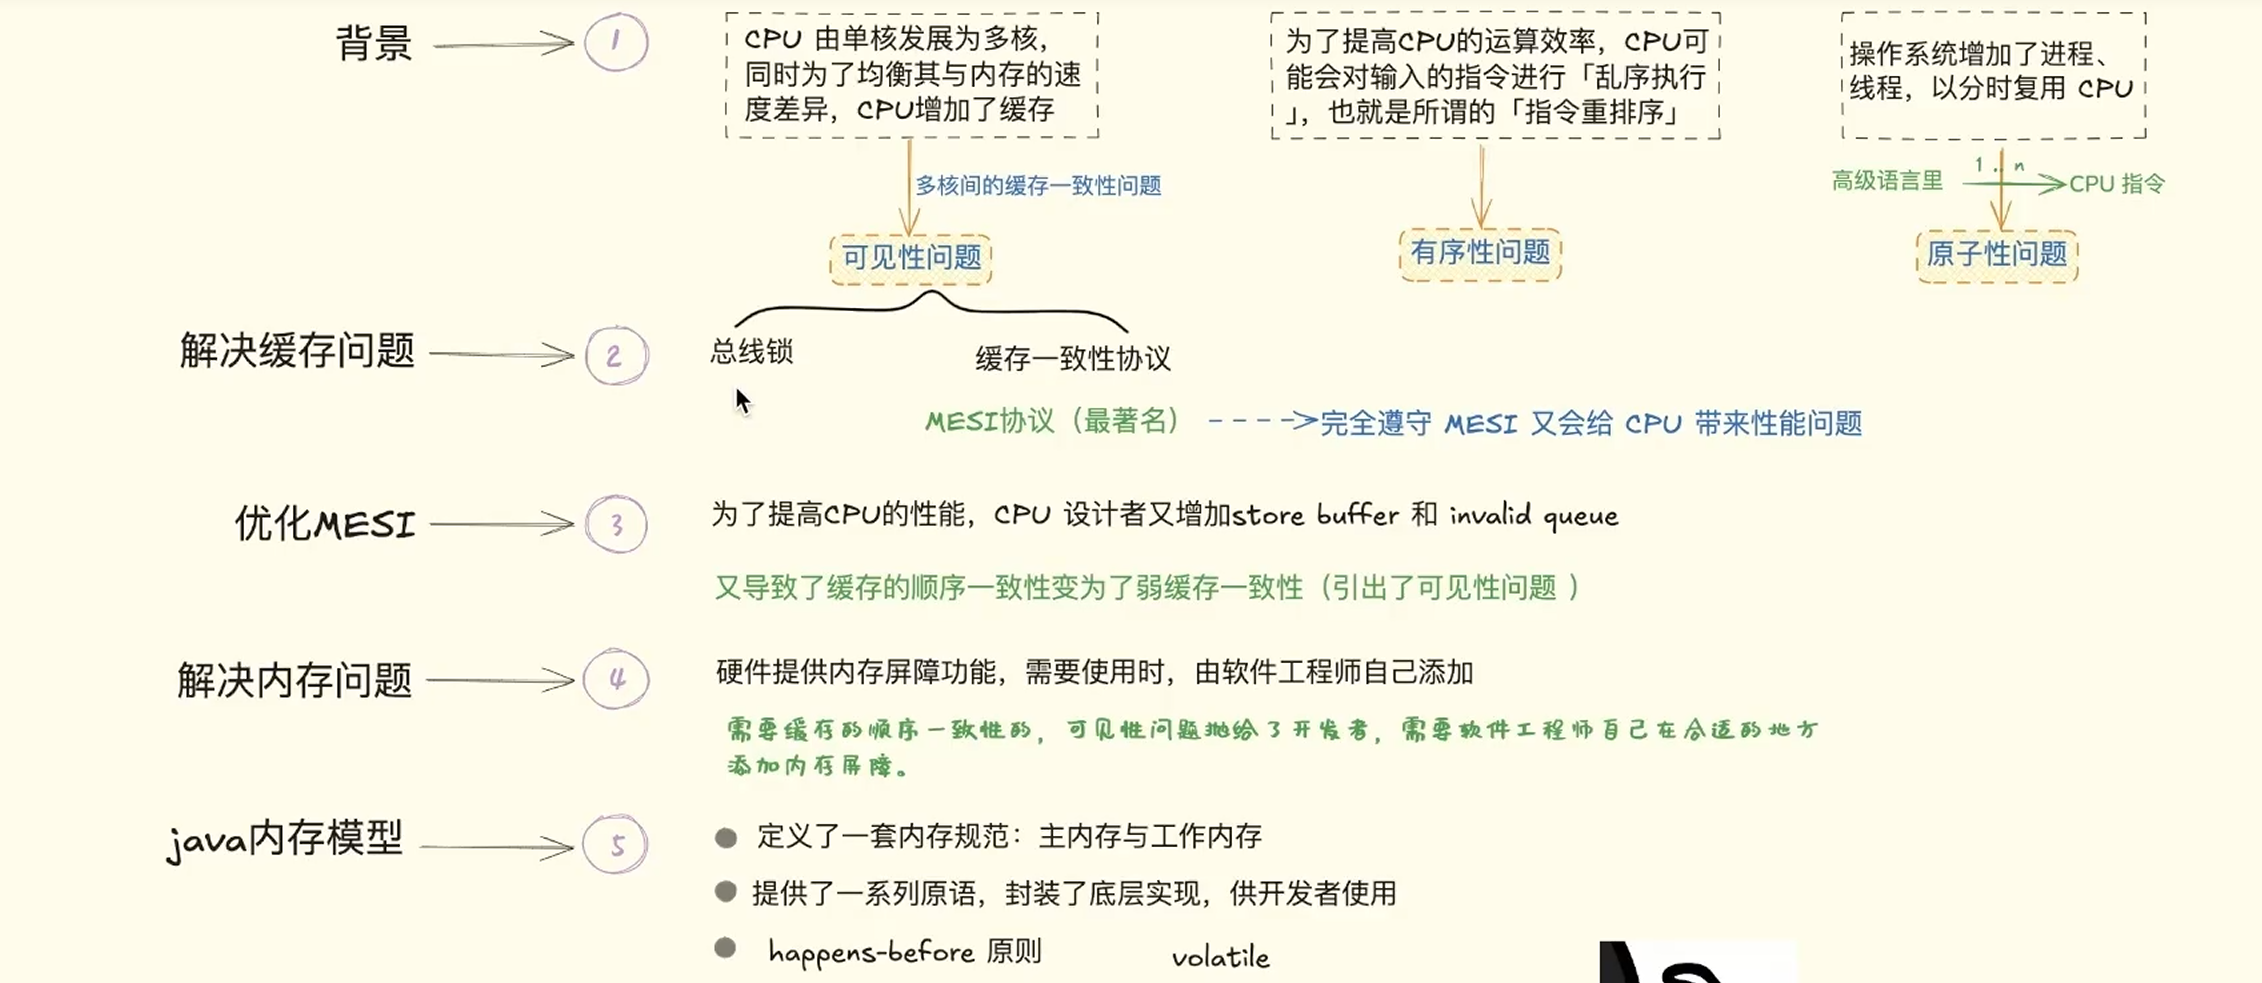 背景
1
CPU 由单核发展为多核，
同时为了均衡其与内存的速
度差异，CPU增加了缓存
为了提高CPU的运算效率，CPU可
能会对输入的指令进行「乱序执行
」，也就是所谓的「指令重排序」
操作系统增加了进程、
线程，以分时复用 CPU
多核间的缓存一致性问题
高级语言里
1 .. n
CPU 指令
可见性问题
有序性问题
原子性问题
解决缓存问题
2
总线锁
缓存一致性协议
MESI协议（最著名）
完全遵守 MESI 又会给 CPU 带来性能问题
优化MESI
3
为了提高CPU的性能，CPU 设计者又增加store buffer 和 invalid queue
又导致了缓存的顺序一致性变为了弱缓存一致性（引出了可见性问题 ）
解决内存问题
4
硬件提供内存屏障功能，需要使用时，由软件工程师自己添加
需要缓存的顺序一致性的，可见性问题抛给了开发者，需要软件工程师自己在合适的地方
添加内存屏障。
java内存模型
5
定义了一套内存规范：主内存与工作内存
提供了一系列原语，封装了底层实现，供开发者使用
happens-before 原则
volatile